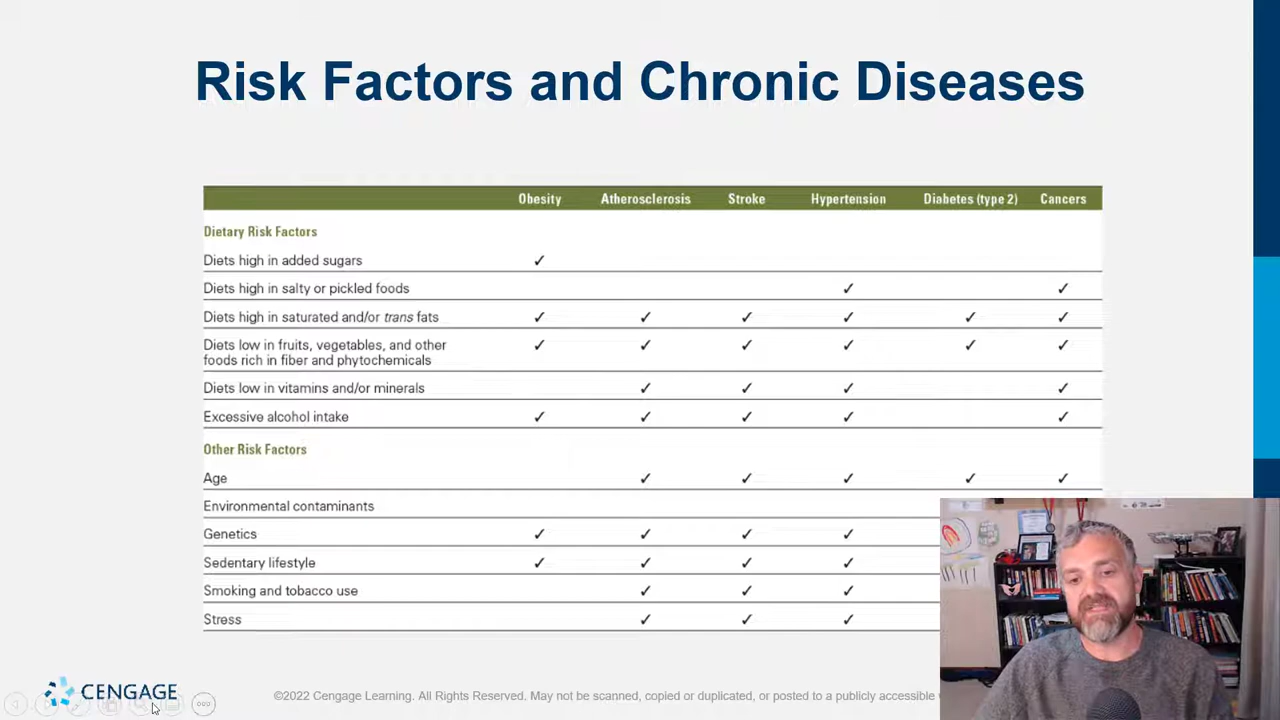 Risk Factors and Chronic Diseases
Obesity Atherosclerosis Stroke Hypertension Diabetes (type 2) Cancers
Dietary Risk Factors
Diets high in added sugars ✓
Diets high in salty or pickled foods ✓ ✓
Diets high in saturated and/or trans fats ✓ ✓ ✓ ✓ ✓ ✓
Diets low in fruits, vegetables, and other
foods rich in fiber and phytochemicals ✓ ✓ ✓ ✓ ✓ ✓
Diets low in vitamins and/or minerals ✓ ✓ ✓ ✓
Excessive alcohol intake ✓ ✓ ✓ ✓ ✓
Other Risk Factors
Age ✓ ✓ ✓ ✓ ✓
Environmental contaminants
Genetics ✓ ✓ ✓ ✓
Sedentary lifestyle ✓ ✓ ✓ ✓
Smoking and tobacco use ✓ ✓ ✓
Stress ✓ ✓ ✓
CENGAGE
©2022 Cengage Learning. All Rights Reserved. May not be scanned, copied or duplicated, or posted to a publicly accessible